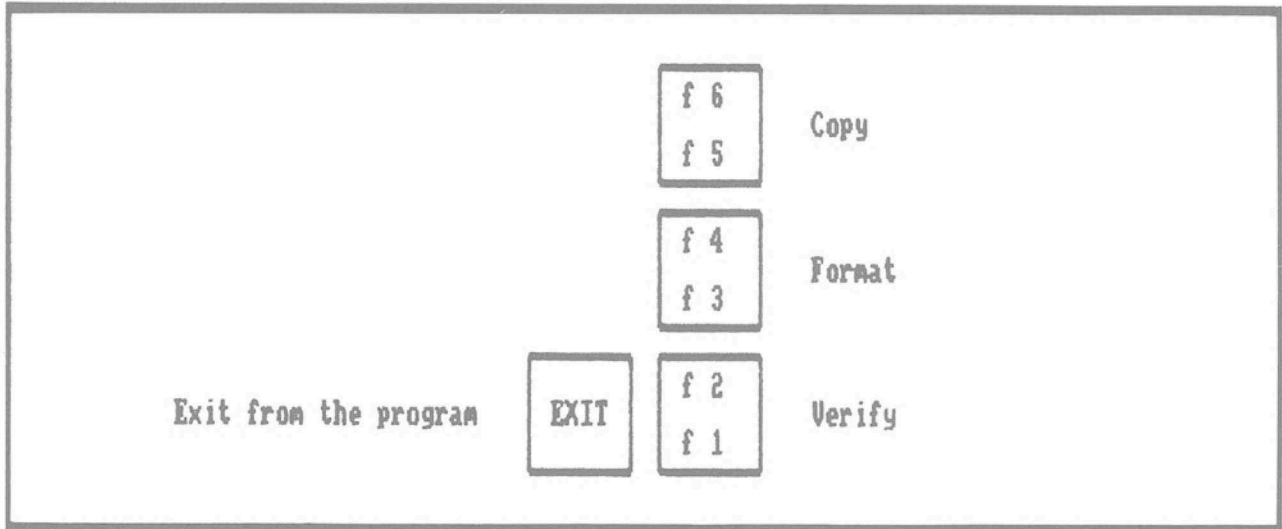 f 6
Copy
f 5
f 4
Format
f 3
f 2
Exit from the program EXIT Verify
f 1